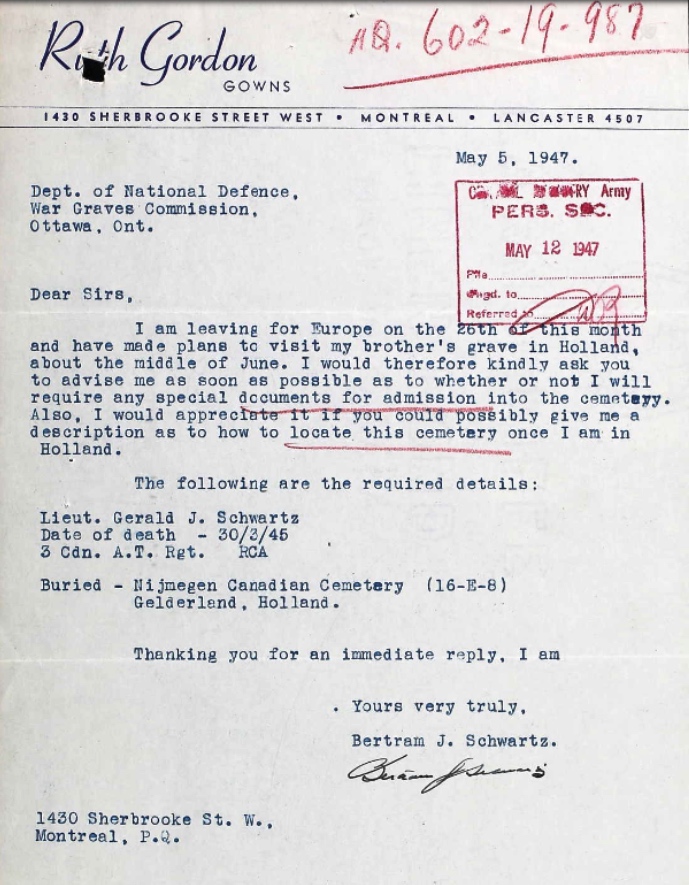 Ruth Gordon
GOWNS
HQ. 602-19-987
1430 SHERBROOKE STREET WEST • MONTREAL • LANCASTER 4507
May 5, 1947.
Dept. of National Defence,
War Graves Commission,
Ottawa, Ont.
Army
PERS. SEC.
MAY 12 1947
File
Chgd. to
Referred to
Dear Sirs,
I am leaving for Europe on the 26th of this month
and have made plans to visit my brother's grave in Holland,
about the middle of June. I would therefore kindly ask you
to advise me as soon as possible as to whether or not I will
require any special documents for admission into the cemetery.
Also, I would appreciate it if you could possibly give me a
description as to how to locate this cemetery once I am in
Holland.
The following are the required details:
Lieut. Gerald J. Schwartz
Date of death - 30/3/45
3 Cdn. A.T. Rgt. RCA
Buried - Nijmegen Canadian Cemetery (16-E-8)
Gelderland, Holland.
Thanking you for an immediate reply, I am
. Yours very truly,
Bertram J. Schwartz.
1430 Sherbrooke St. W.,
Montreal, P.Q.